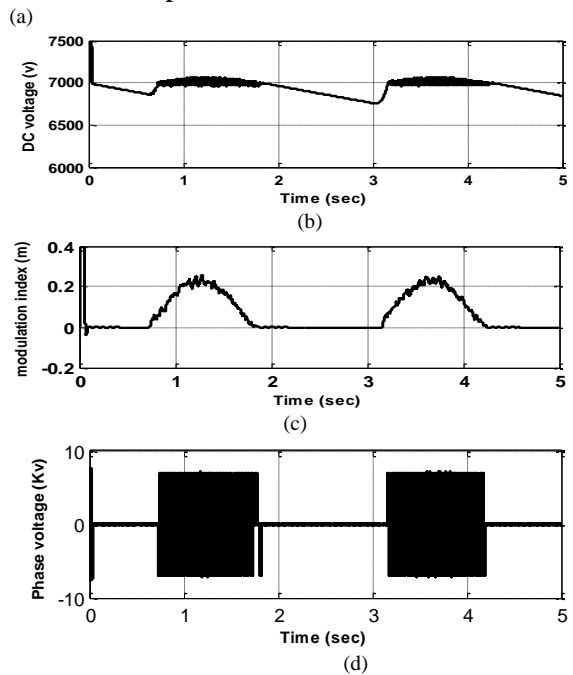 (a)
7500
7000
6500
6000
DC voltage (v)
0 1 2 3 4 5
Time (sec)
(b)
0.4
0.2
0
-0.2
modulation index (m)
0 1 2 3 4 5
Time (sec)
(c)
10
0
-10
Phase voltage (Kv)
0 1 2 3 4 5
Time (sec)
(d)